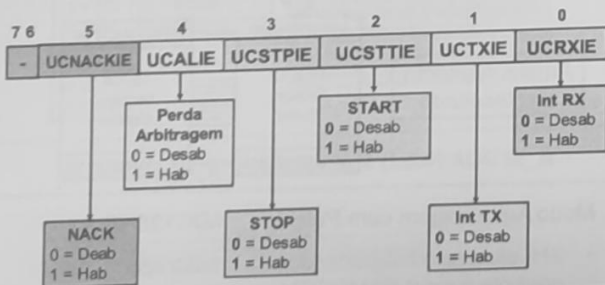 7 6 5 4 3 2 1 0
- UCNACKIE UCALIE UCSTPIE UCSTTIE UCTXIE UCRXIE
Perda
Arbitragem
0 = Desab
1 = Hab
START
0 = Desab
1 = Hab
Int RX
0 = Desab
1 = Hab
NACK
0 = Deab
1 = Hab
STOP
0 = Desab
1 = Hab
Int TX
0 = Desab
1 = Hab